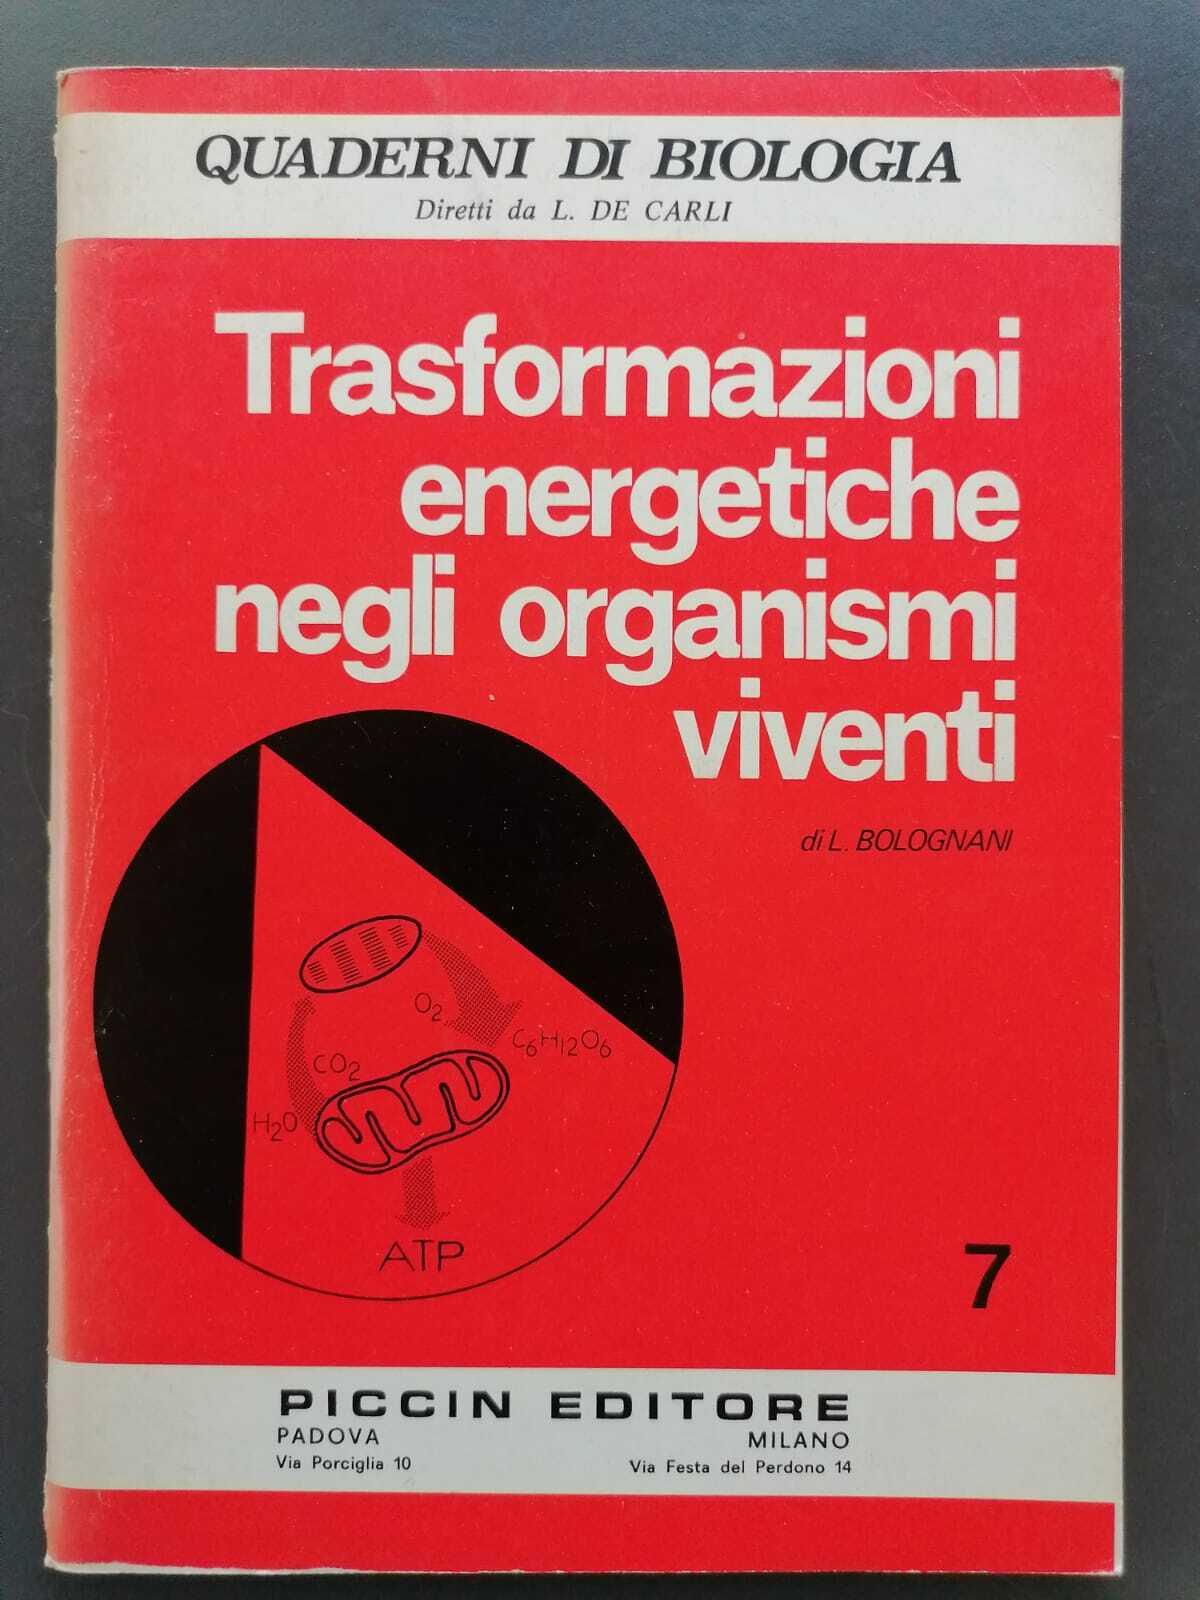 QUADERNI DI BIOLOGIA
Diretti da L. DE CARLI
Trasformazioni
energetiche
negli organismi
viventi
di L. BOLOGNANI
O2
C6H12O6
CO2
H2O
ATP
7
PICCIN EDITORE
PADOVA
MILANO
Via Porciglia 10
Via Festa del Perdono 14